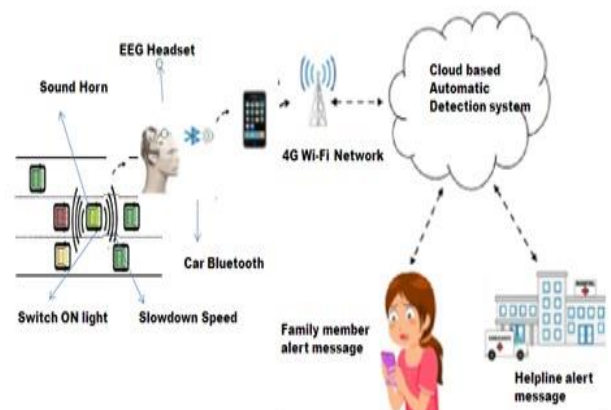 EEG Headset
Sound Horn
Cloud based
Automatic
Detection system
4G Wi-Fi Network
Car Bluetooth
Switch ON light
Slowdown Speed
Family member
alert message
Helpline alert
message